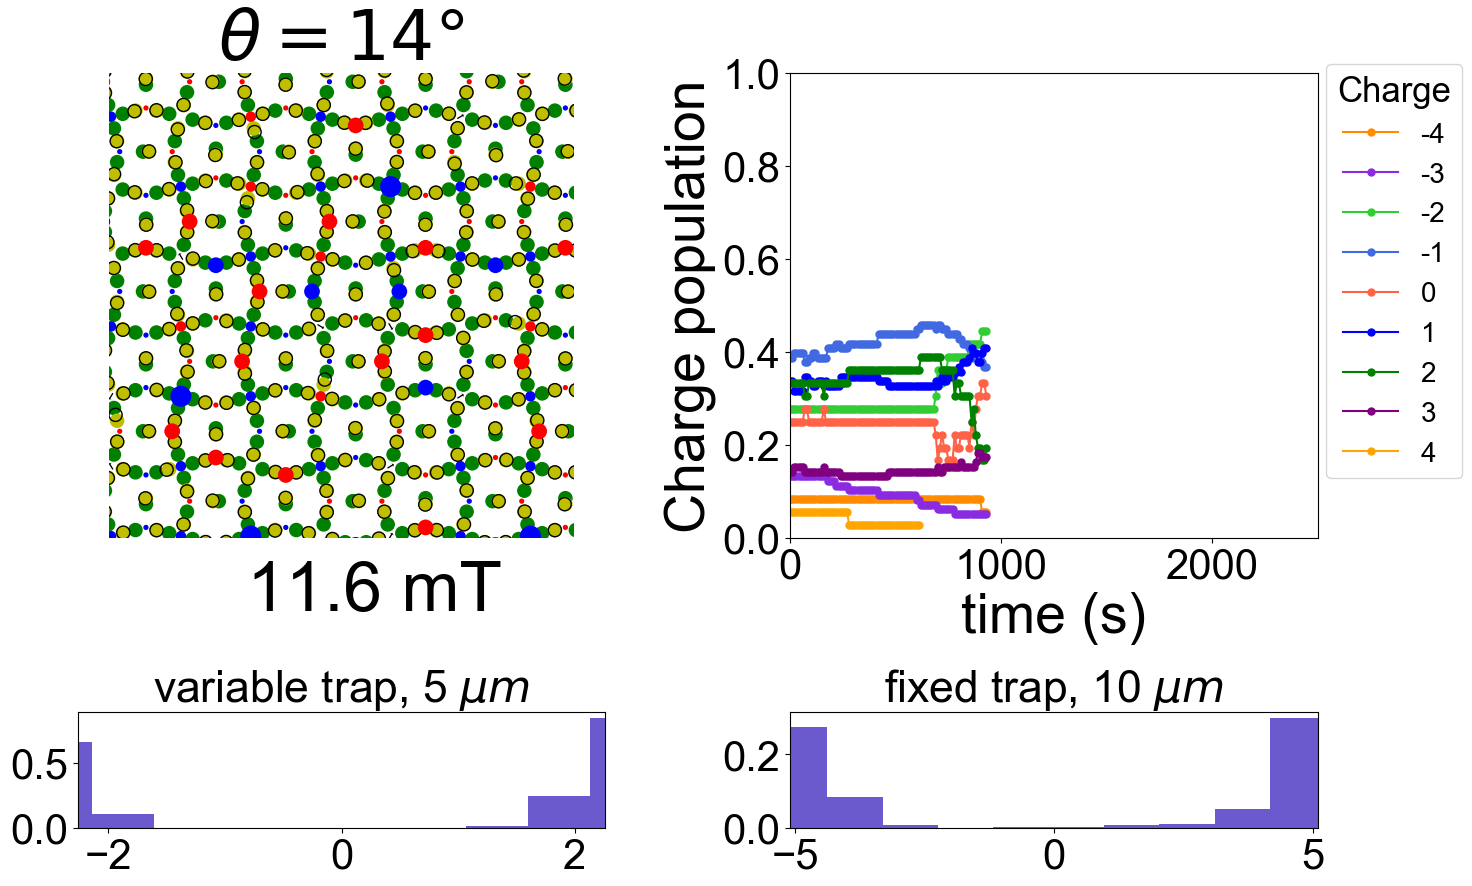 θ = 14°
11.6 mT
Charge population
1.0
0.8
0.6
0.4
0.2
0.0
0 1000 2000
time (s)
Charge
-4
-3
-2
-1
0
1
2
3
4
variable trap, 5 μm
0.5
0.0
−2 0 2
fixed trap, 10 μm
0.2
0.0
−5 0 5